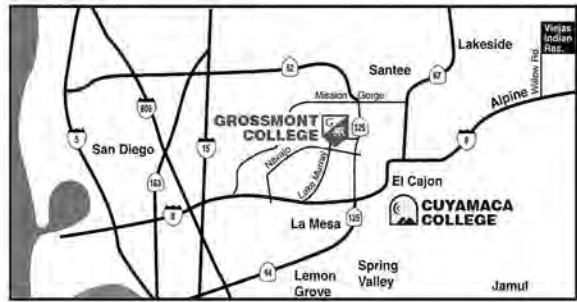 Viejas
Indian
Res.
Lakeside
Willow Rd.
52
Santee
67
Mission Gorge
Alpine
805
GROSSMONT
COLLEGE
G
125
8
5
San Diego
15
Navajo
163
Lake Murray
El Cajon
8
CUYAMACA
COLLEGE
La Mesa
125
94
Spring
Valley
Lemon
Grove
Jamul